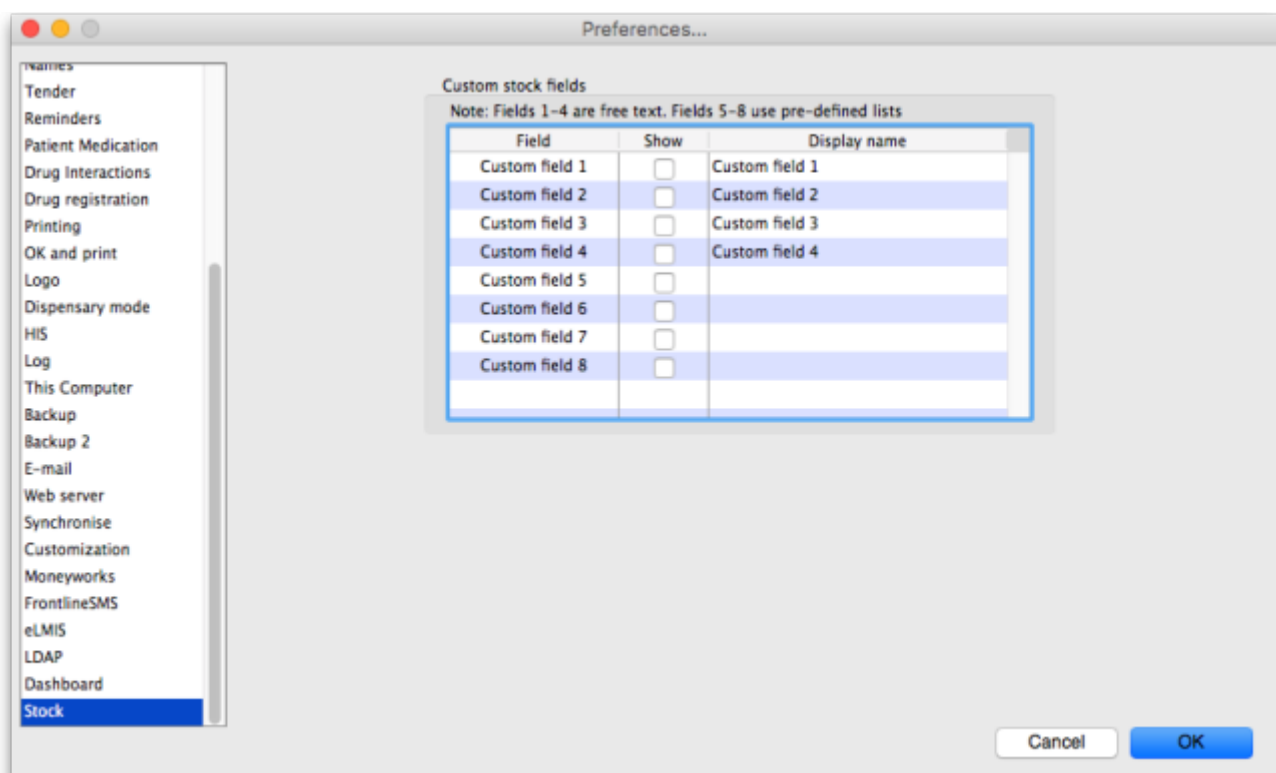 Preferences...
Names
Tender
Reminders
Patient Medication
Drug Interactions
Drug registration
Printing
OK and print
Logo
Dispensary mode
HIS
Log
This Computer
Backup
Backup 2
E-mail
Web server
Synchronise
Customization
Moneyworks
FrontlineSMS
eLMIS
LDAP
Dashboard
Stock
Custom stock fields
Note: Fields 1-4 are free text. Fields 5-8 use pre-defined lists
Field Show Display name
Custom field 1 Custom field 1
Custom field 2 Custom field 2
Custom field 3 Custom field 3
Custom field 4 Custom field 4
Custom field 5
Custom field 6
Custom field 7
Custom field 8
Cancel OK